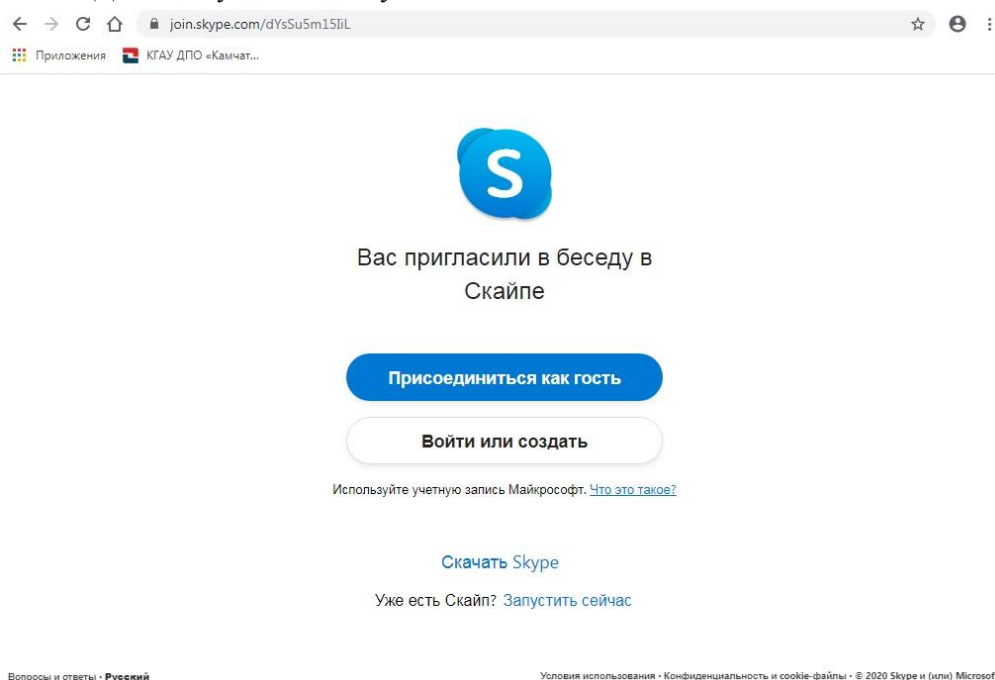 join.skype.com/dYsSu5m15IiL
Приложения КГАУ ДПО «Камчат...
S
Вас пригласили в беседу в
Скайпе
Присоединиться как гость
Войти или создать
Используйте учетную запись Майкрософт. Что это такое?
Скачать Skype
Уже есть Скайп? Запустить сейчас
Вопросы и ответы • Русский
Условия использования • Конфиденциальность и cookie-файлы • © 2020 Skype и (или) Microsof